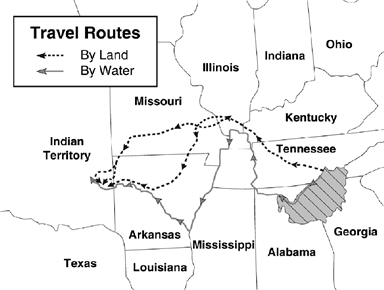 Travel Routes
By Land
By Water
Ohio
Indiana
Illinois
Missouri
Kentucky
Indian
Territory
Tennessee
Georgia
Arkansas
Mississippi
Alabama
Texas
Louisiana